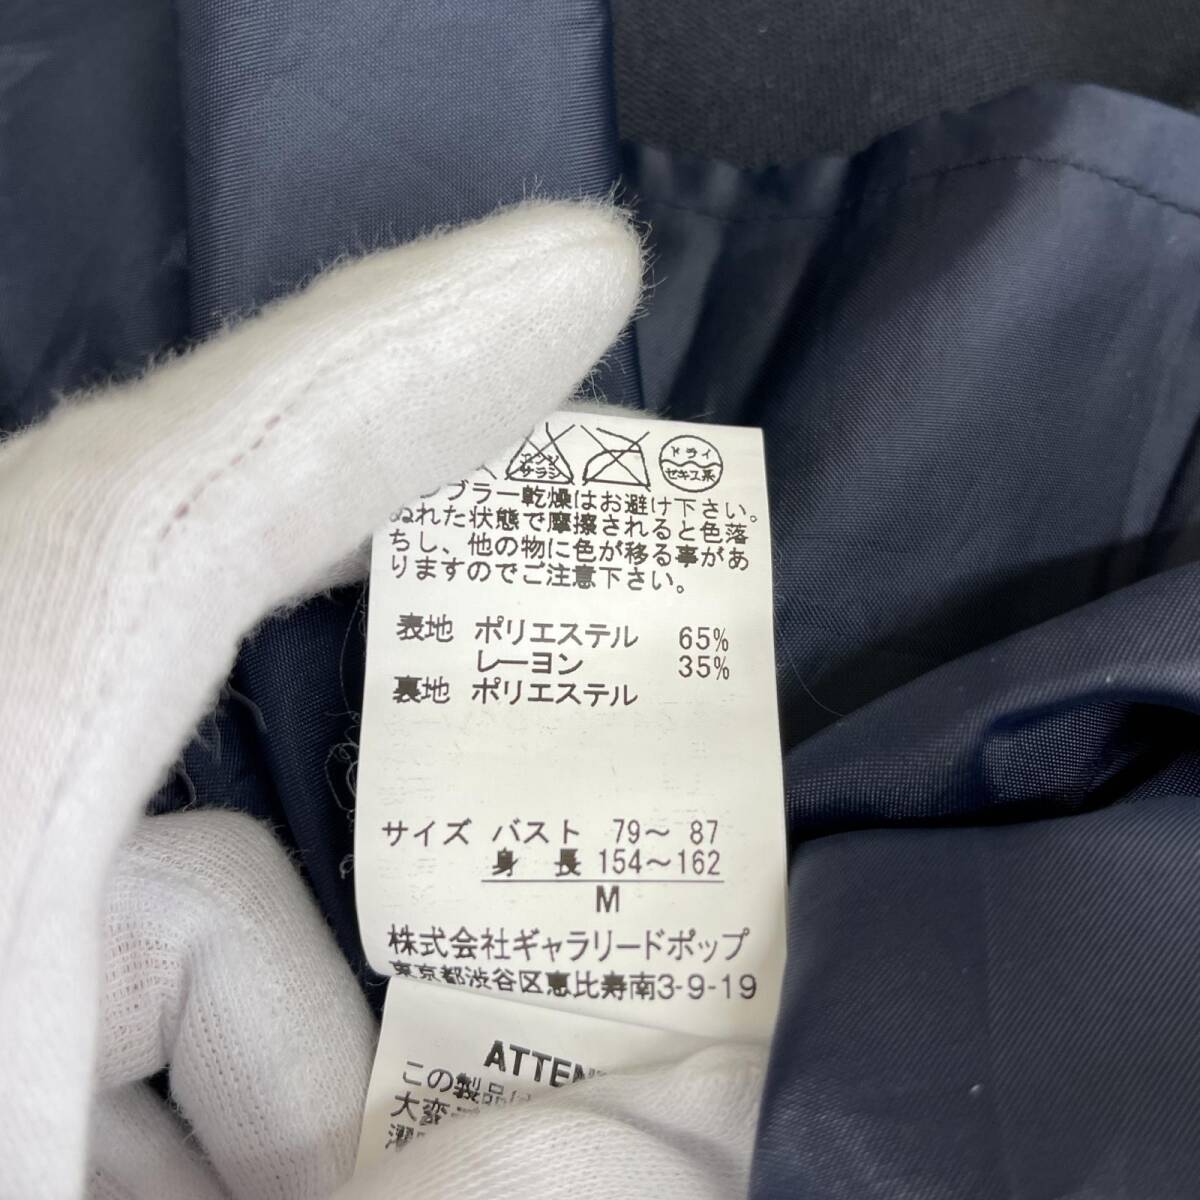 エンソ
サラシ
ドライ
セキユ系
ンブラー乾燥はお避け下さい。
ぬれた状態で摩擦されると色落
ちし、他の物に色が移る事があ
りますのでご注意下さい。
表地 ポリエステル 65%
レーヨン 35%
裏地 ポリエステル
サイズ バスト 79～ 87
身 長 154～162
M
株式会社ギャラリードポップ
東京都渋谷区恵比寿南3-9-19
ATTEN
この製品は
大変
濯